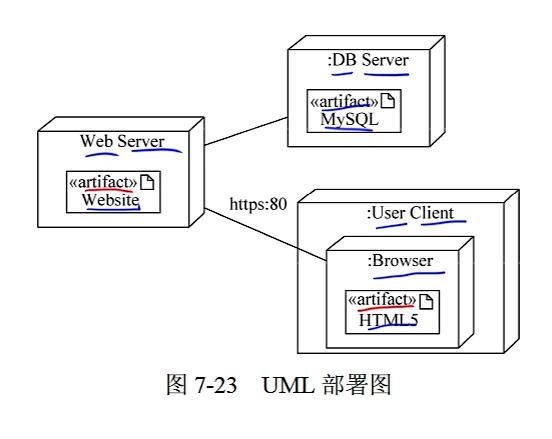 :DB Server
«artifact»
MySQL
Web Server
«artifact»
Website
https:80
:User Client
:Browser
«artifact»
HTML5
图 7-23 UML 部署图